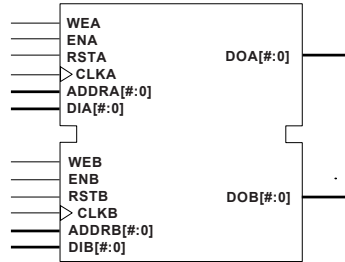 WEA
ENA
RSTA
CLKA
ADDRA[#:0]
DIA[#:0]
DOA[#:0]
WEB
ENB
RSTB
CLKB
ADDRB[#:0]
DIB[#:0]
DOB[#:0]